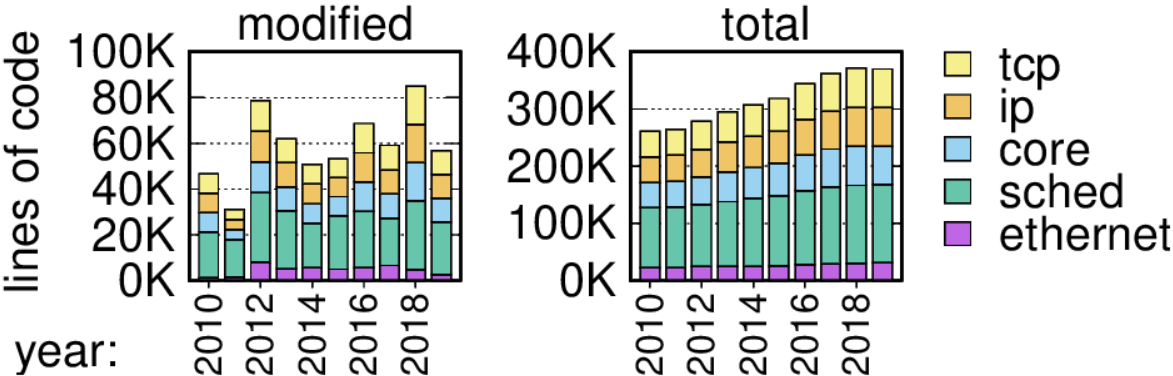 modified
total
lines of code
100K
80K
60K
40K
20K
0K
2010
2012
2014
2016
2018
year:
400K
300K
200K
100K
0K
2010
2012
2014
2016
2018
tcp
ip
core
sched
ethernet